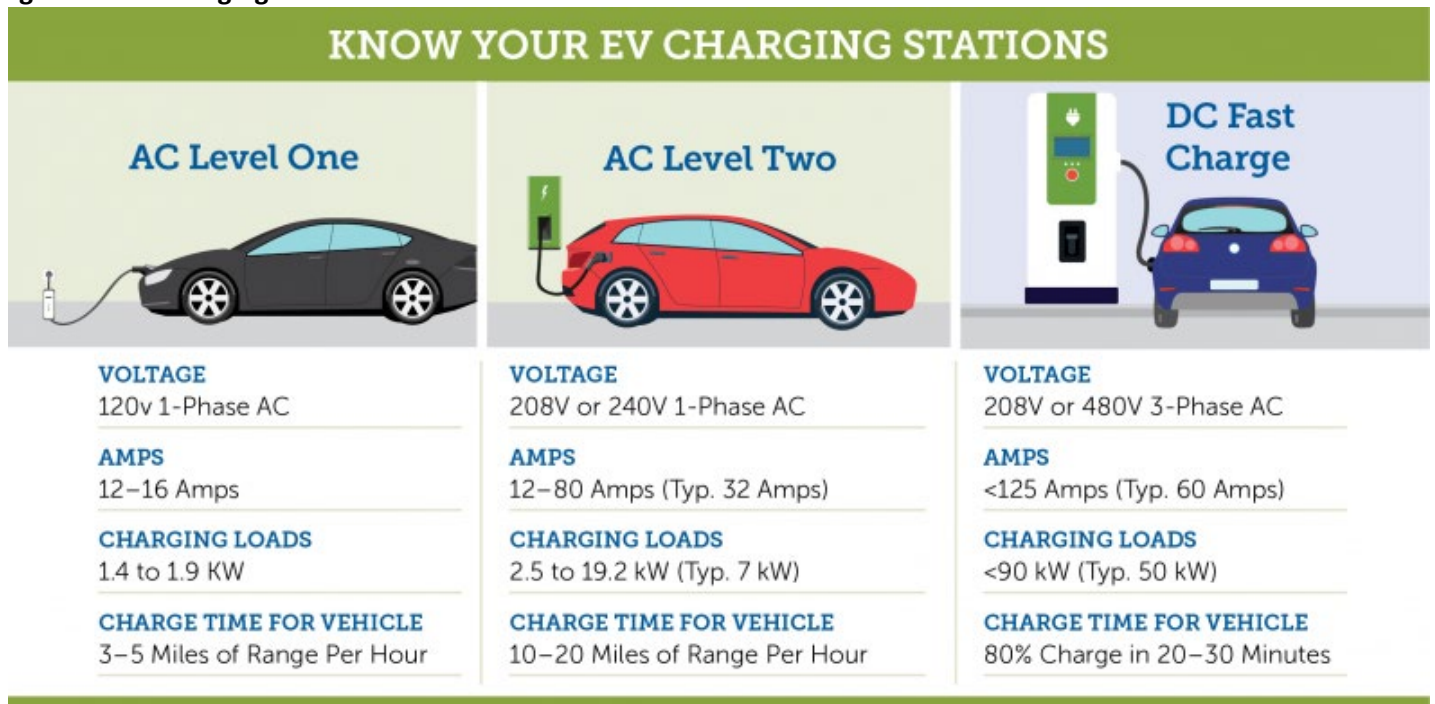 KNOW YOUR EV CHARGING STATIONS
AC Level One
VOLTAGE
120v 1-Phase AC
AMPS
12–16 Amps
CHARGING LOADS
1.4 to 1.9 KW
CHARGE TIME FOR VEHICLE
3–5 Miles of Range Per Hour
AC Level Two
VOLTAGE
208V or 240V 1-Phase AC
AMPS
12–80 Amps (Typ. 32 Amps)
CHARGING LOADS
2.5 to 19.2 kW (Typ. 7 kW)
CHARGE TIME FOR VEHICLE
10–20 Miles of Range Per Hour
DC Fast
Charge
VOLTAGE
208V or 480V 3-Phase AC
AMPS
<125 Amps (Typ. 60 Amps)
CHARGING LOADS
<90 kW (Typ. 50 kW)
CHARGE TIME FOR VEHICLE
80% Charge in 20–30 Minutes